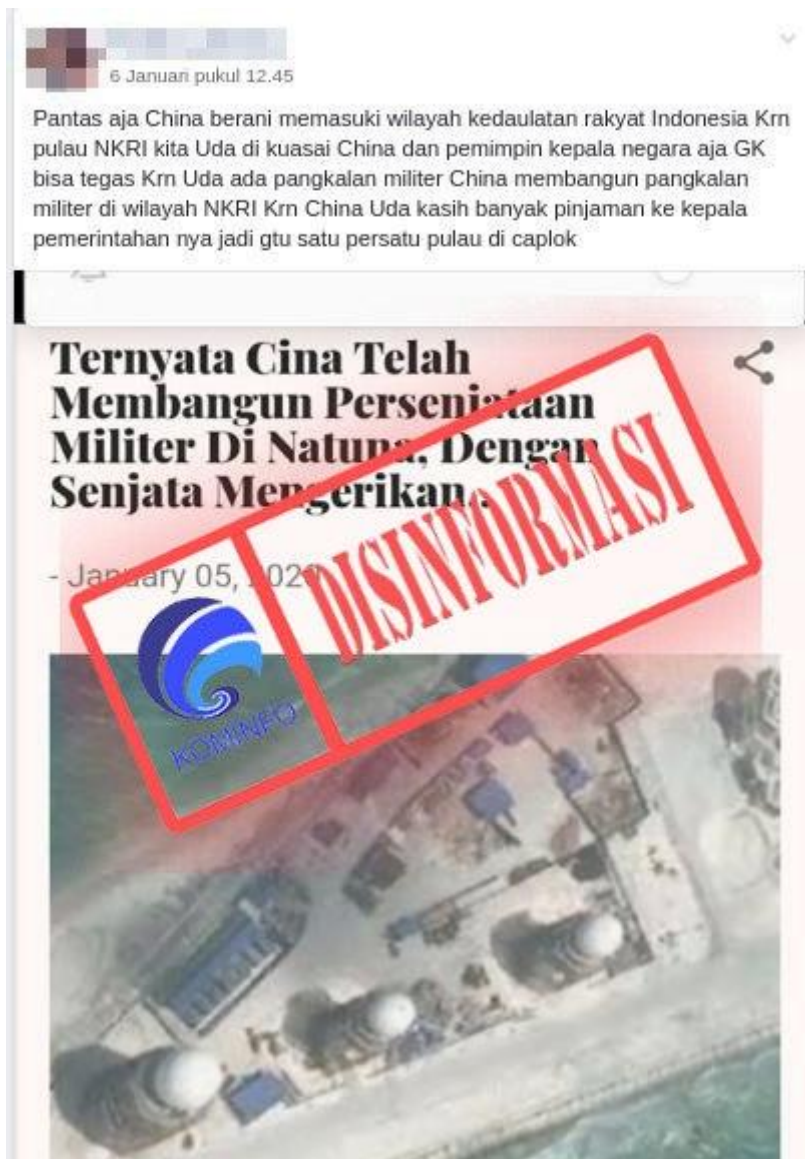 6 Januari pukul 12.45
Pantas aja China berani memasuki wilayah kedaulatan rakyat Indonesia Krn
pulau NKRI kita Uda di kuasai China dan pemimpin kepala negara aja GK
bisa tegas Krn Uda ada pangkalan militer China membangun pangkalan
militer di wilayah NKRI Krn China Uda kasih banyak pinjaman ke kepala
pemerintahan nya jadi gtu satu persatu pulau di caplok
Ternyata Cina Telah
Membangun Persenjataan
Militer Di Natuna, Dengan
Senjata Mengerikan..
- January 05, 2020
DISINFORMASI
KOMINFO